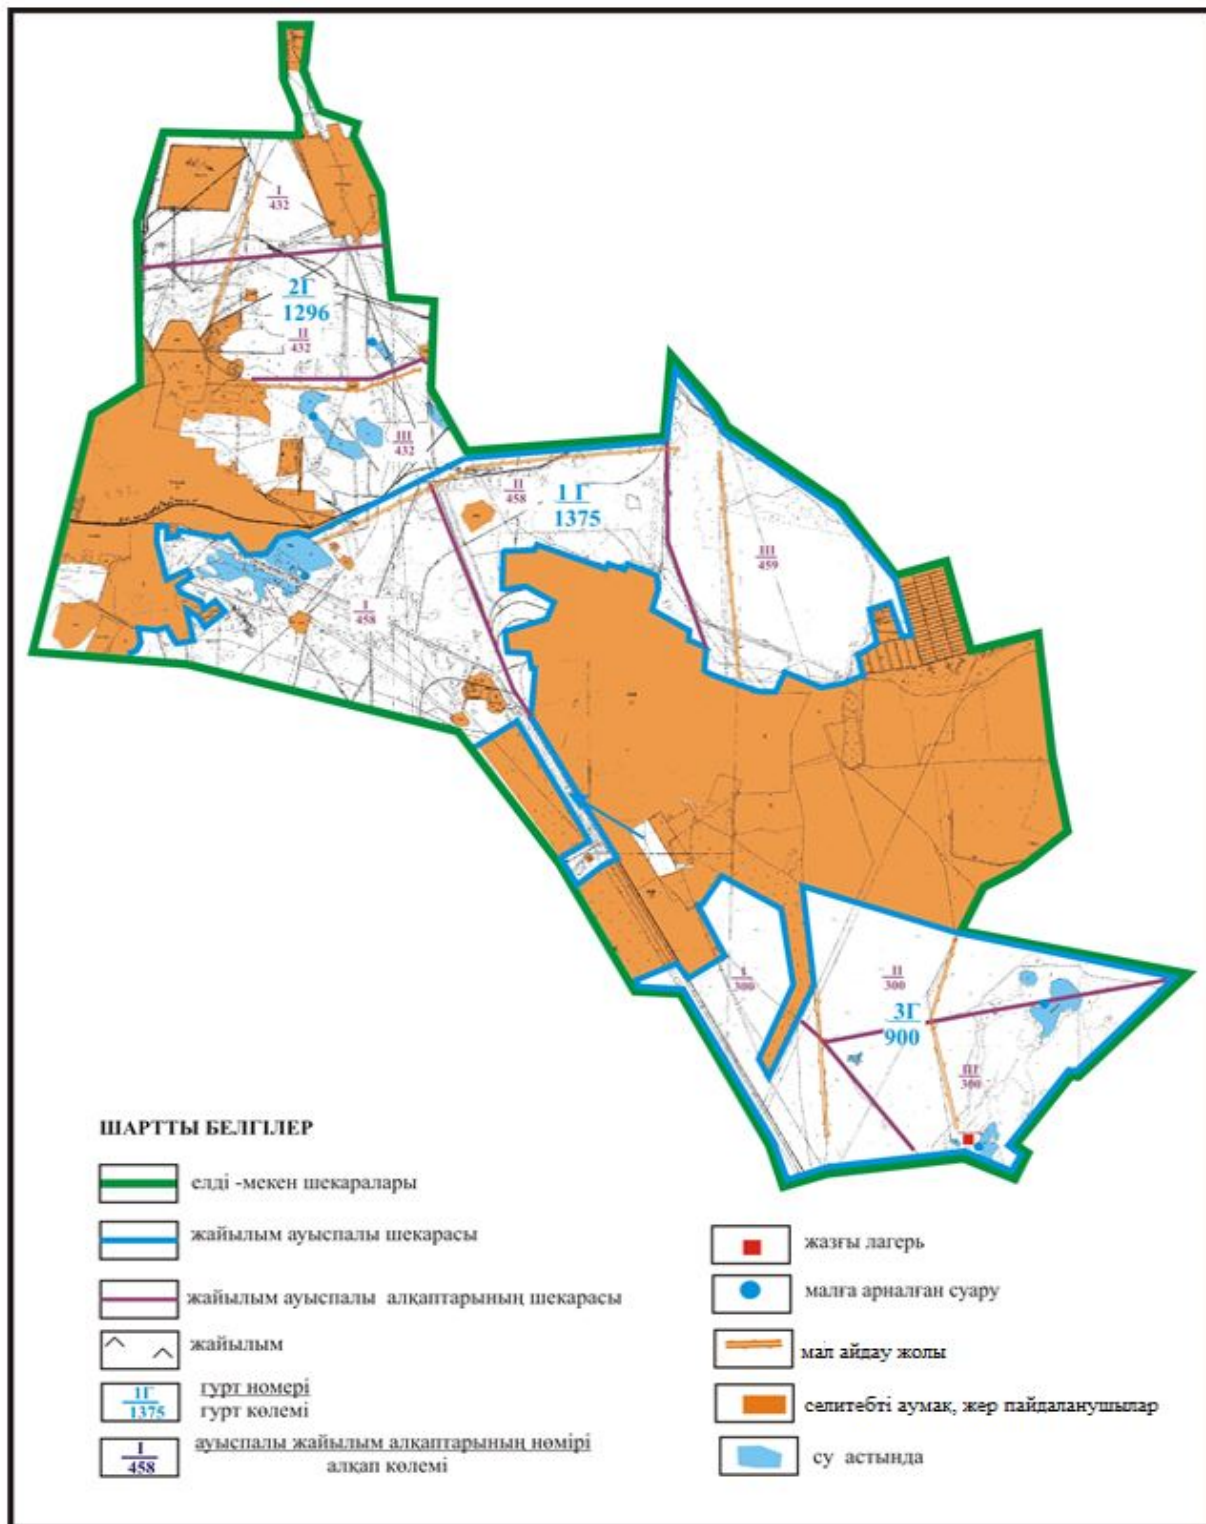 I
432
2Г
1296
II
432
III
432
II
458
1 Г
1375
III
459
I
458
I
300
II
300
3Г
900
III
300
ШАРТТЫ БЕЛГІЛЕР
елді -мекен шекаралары
жайылым ауыспалы шекарасы
жайылым ауыспалы алқаптарының шекарасы
жайылым
1Г
1375
гурт номері
гурт көлемі
I
458
ауыспалы жайылым алқаптарының нөмірі
алқап көлемі
жазғы лагерь
малға арналған суару
мал айдау жолы
селитебті аумақ, жер пайдаланушылар
су астында